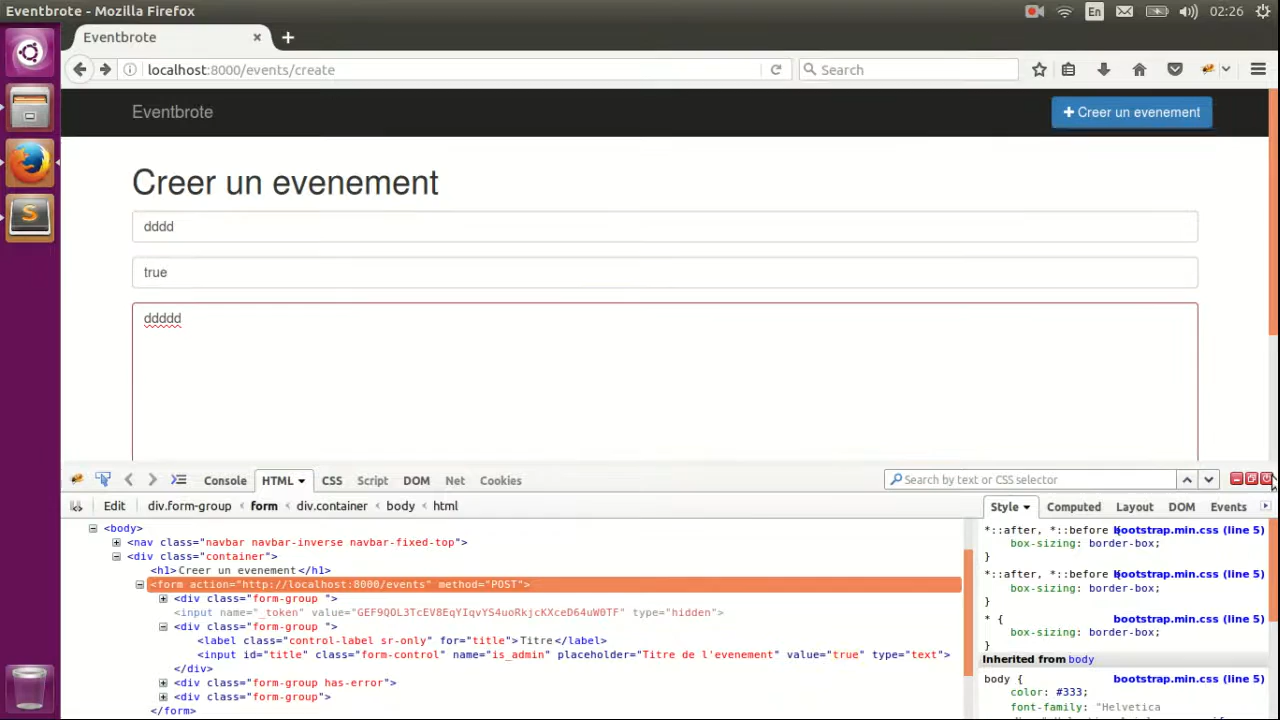 Eventbrote - Mozilla Firefox
En
02:26
Eventbrote
localhost:8000/events/create
Search
Eventbrote
+ Creer un evenement
Creer un evenement
dddd
true
ddddd
Console
HTML
CSS
Script
DOM
Net
Cookies
Search by text or CSS selector
Edit
div.form-group
form
div.container
body
html
Style
Computed
Layout
DOM
Events
<body>
<nav class="navbar navbar-inverse navbar-fixed-top">
<div class="container">
<h1>Creer un evenement</h1>
<form action="http://localhost:8000/events" method="POST">
<div class="form-group ">
<input name="_token" value="GEF9QOL3TcEV8EqYIqvYS4uoRkjcKXceD64uW0TF" type="hidden">
<div class="form-group ">
<label class="control-label sr-only" for="title">Titre</label>
<input id="title" class="form-control" name="is_admin" placeholder="Titre de l'evenement" value="true" type="text">
</div>
<div class="form-group has-error">
<div class="form-group">
</form>
*::after, *::before { bootstrap.min.css (line 5)
box-sizing: border-box;
}
*::after, *::before { bootstrap.min.css (line 5)
box-sizing: border-box;
}
* { bootstrap.min.css (line 5)
box-sizing: border-box;
}
Inherited from body
body { bootstrap.min.css (line 5)
color: #333;
font-family: "Helvetica